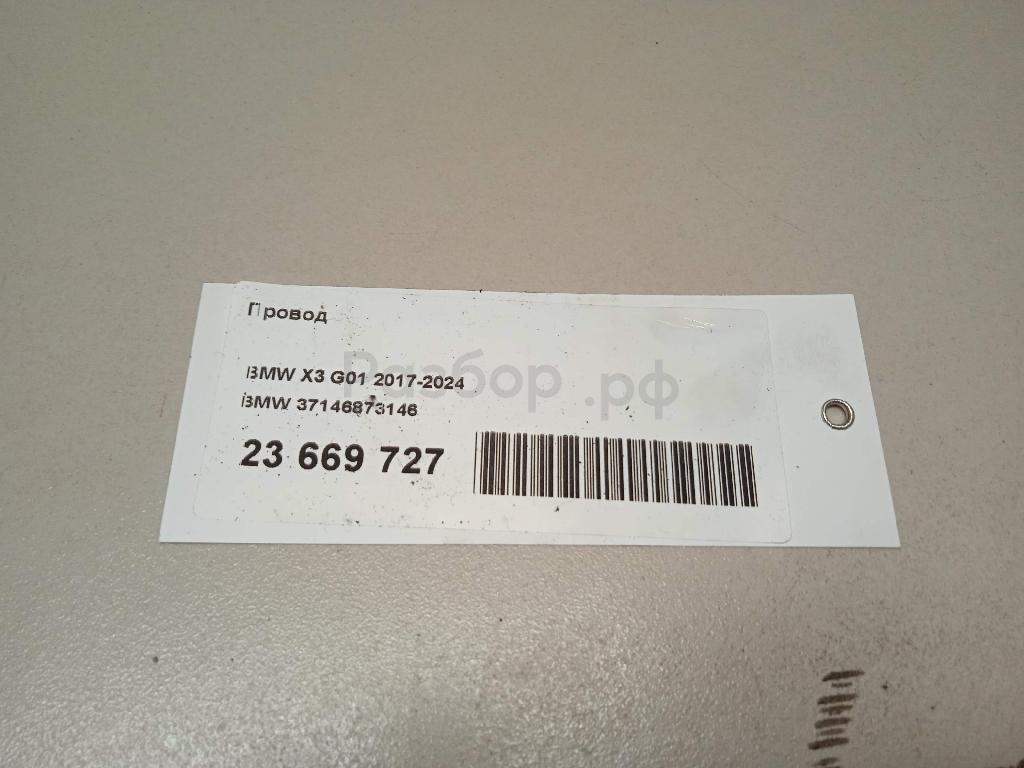 Провод
BMW X3 G01 2017-2024
BMW 37146873146
23 669 727
Разбор.рф